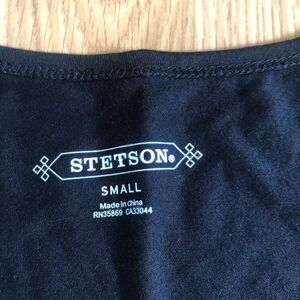 STETSON®
SMALL
Made in China
RN35869 CA33044